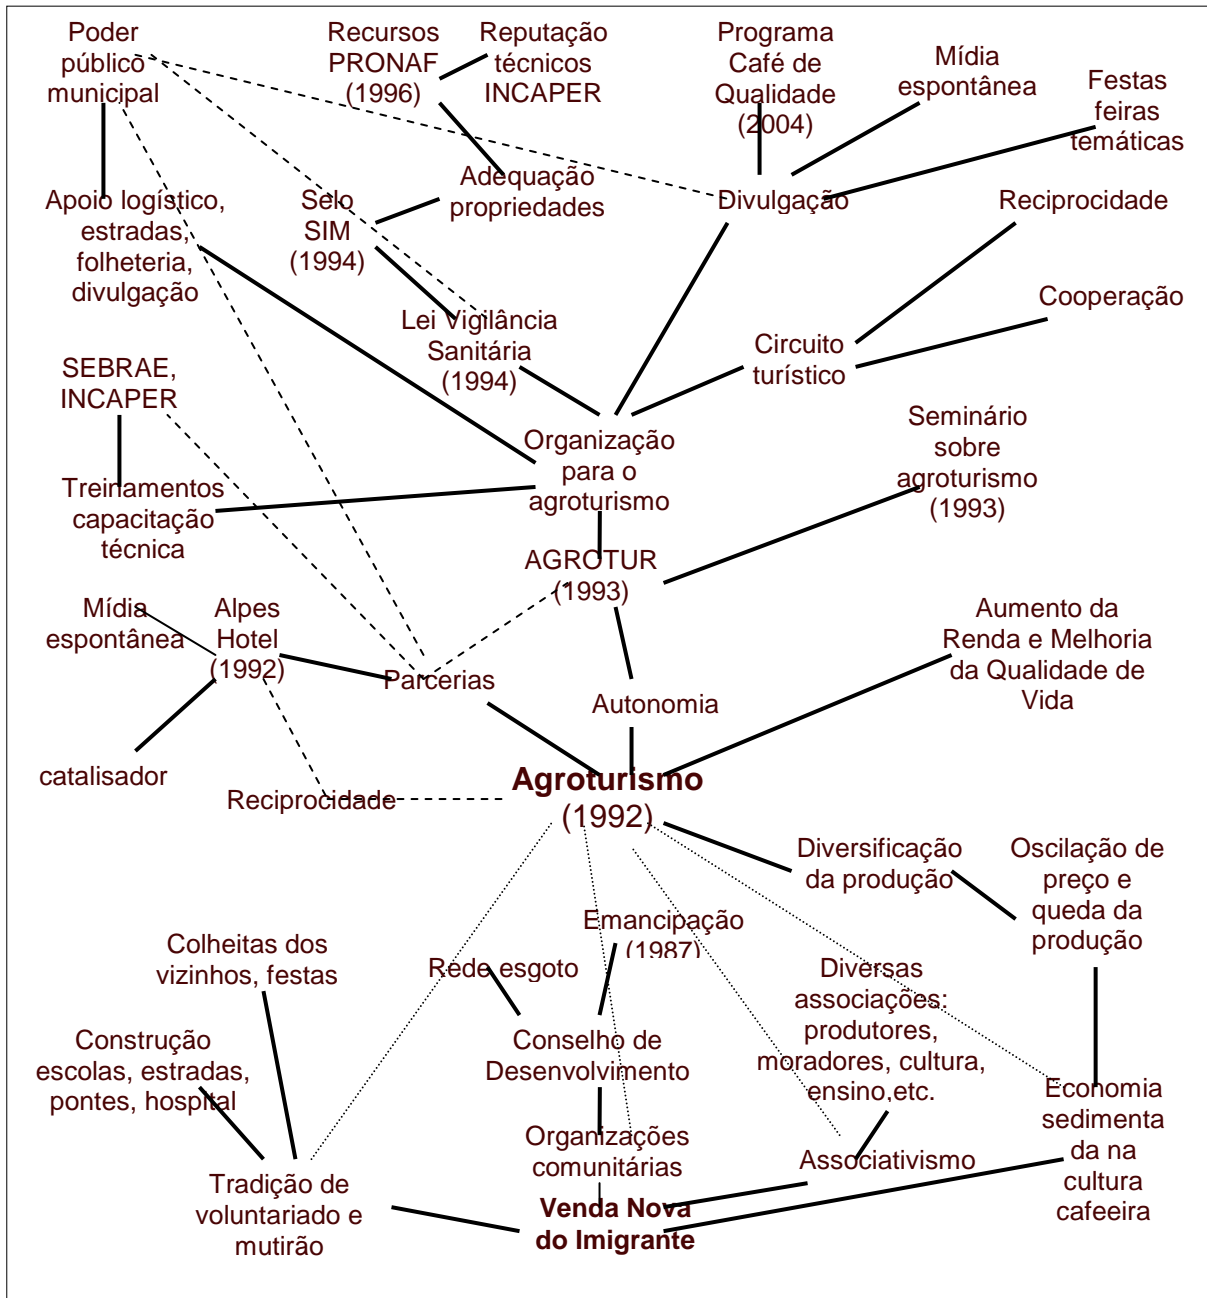 Poder
público
municipal
Recursos
PRONAF
(1996)
Reputação
técnicos
INCAPER
Programa
Café de
Qualidade
(2004)
Mídia
espontânea
Festas
feiras
temáticas
Apoio logístico,
estradas,
folheteria,
divulgação
Selo
SIM
(1994)
Adequação
propriedades
Divulgação
Reciprocidade
Cooperação
Lei Vigilância
Sanitária
(1994)
Circuito
turístico
SEBRAE,
INCAPER
Organização
para o
agroturismo
Seminário
sobre
agroturismo
(1993)
Treinamentos
capacitação
técnica
AGROTUR
(1993)
Mídia
espontânea
Alpes
Hotel
(1992)
Parcerias
Autonomia
Aumento da
Renda e Melhoria
da Qualidade de
Vida
catalisador
Reciprocidade
Agroturismo
(1992)
Diversificação
da produção
Oscilação de
preço e
queda da
produção
Colheitas dos
vizinhos, festas
Rede esgoto
Emancipação
(1987)
Diversas
associações:
produtores,
moradores, cultura,
ensino,etc.
Construção
escolas, estradas,
pontes, hospital
Conselho de
Desenvolvimento
Economia
sedimenta
da na
cultura
cafeeira
Organizações
comunitárias
Associativismo
Tradição de
voluntariado e
mutirão
Venda Nova
do Imigrante